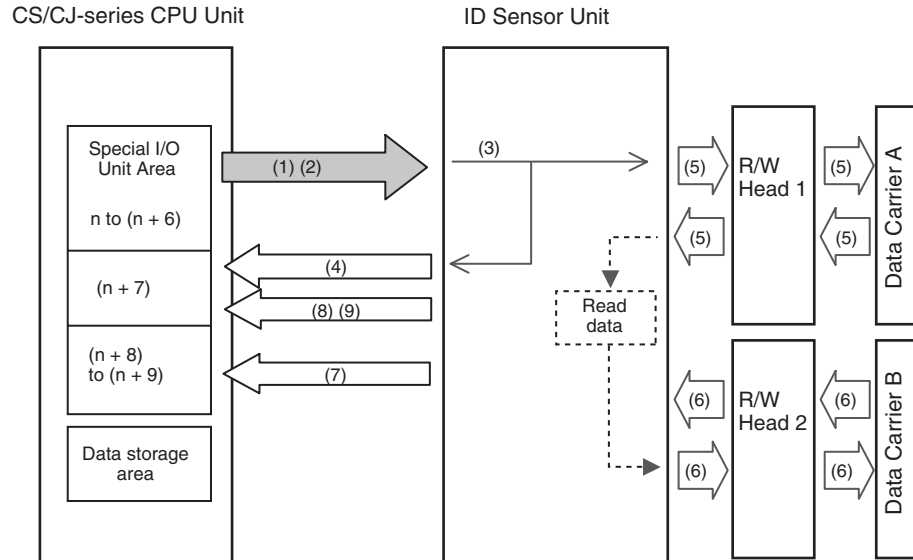 CS/CJ-series CPU Unit
ID Sensor Unit
Special I/O
Unit Area
n to (n + 6)
(n + 7)
(n + 8)
to (n + 9)
Data storage
area
(1) (2)
(4)
(8) (9)
(7)
(3)
Read
data
(5)
(5)
(6)
(6)
R/W
Head 1
R/W
Head 2
(5)
(5)
(6)
(6)
Data Carrier A
Data Carrier B